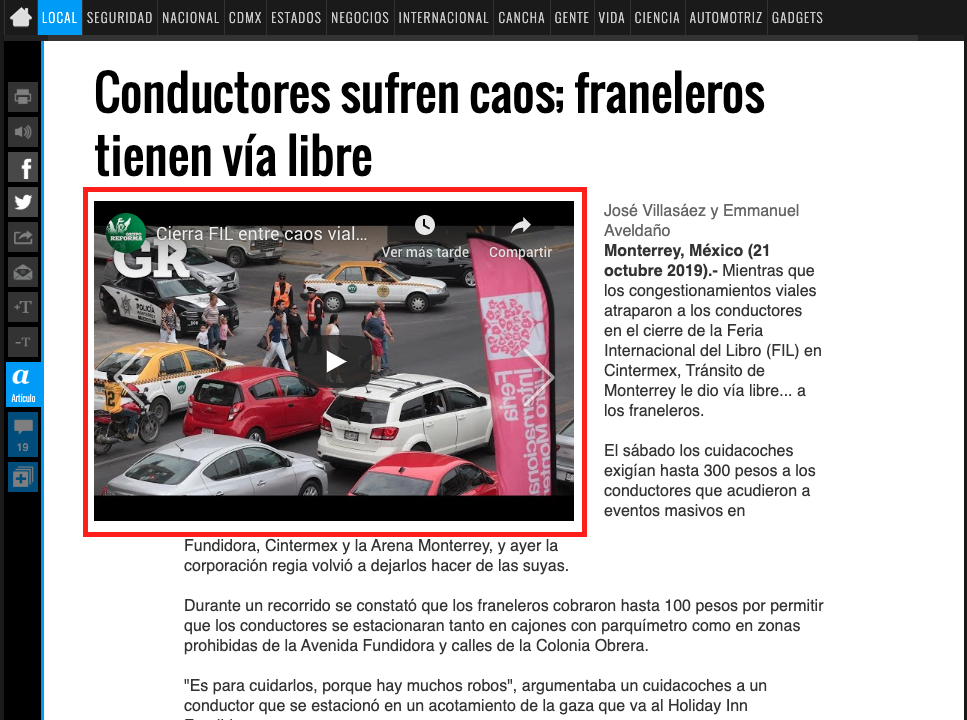 LOCAL SEGURIDAD NACIONAL CDMX ESTADOS NEGOCIOS INTERNACIONAL CANCHA GENTE VIDA CIENCIA AUTOMOTRIZ GADGETS
Conductores sufren caos; franeleros
tienen vía libre
+T
-T
a
Artículo
19
REFORMA
Cierra FIL entre caos vial...
Ver más tarde
Compartir
GR
POLICÍA
Feria
Internacional
José Villasáez y Emmanuel
Aveldaño
Monterrey, México (21
octubre 2019).- Mientras que
los congestionamientos viales
atraparon a los conductores
en el cierre de la Feria
Internacional del Libro (FIL) en
Cintermex, Tránsito de
Monterrey le dio vía libre... a
los franeleros.
El sábado los cuidacoches
exigían hasta 300 pesos a los
conductores que acudieron a
eventos masivos en
Fundidora, Cintermex y la Arena Monterrey, y ayer la
corporación regia volvió a dejarlos hacer de las suyas.
Durante un recorrido se constató que los franeleros cobraron hasta 100 pesos por permitir
que los conductores se estacionaran tanto en cajones con parquímetro como en zonas
prohibidas de la Avenida Fundidora y calles de la Colonia Obrera.
"Es para cuidarlos, porque hay muchos robos", argumentaba un cuidacoches a un
conductor que se estacionó en un acotamiento de la gaza que va al Holiday Inn